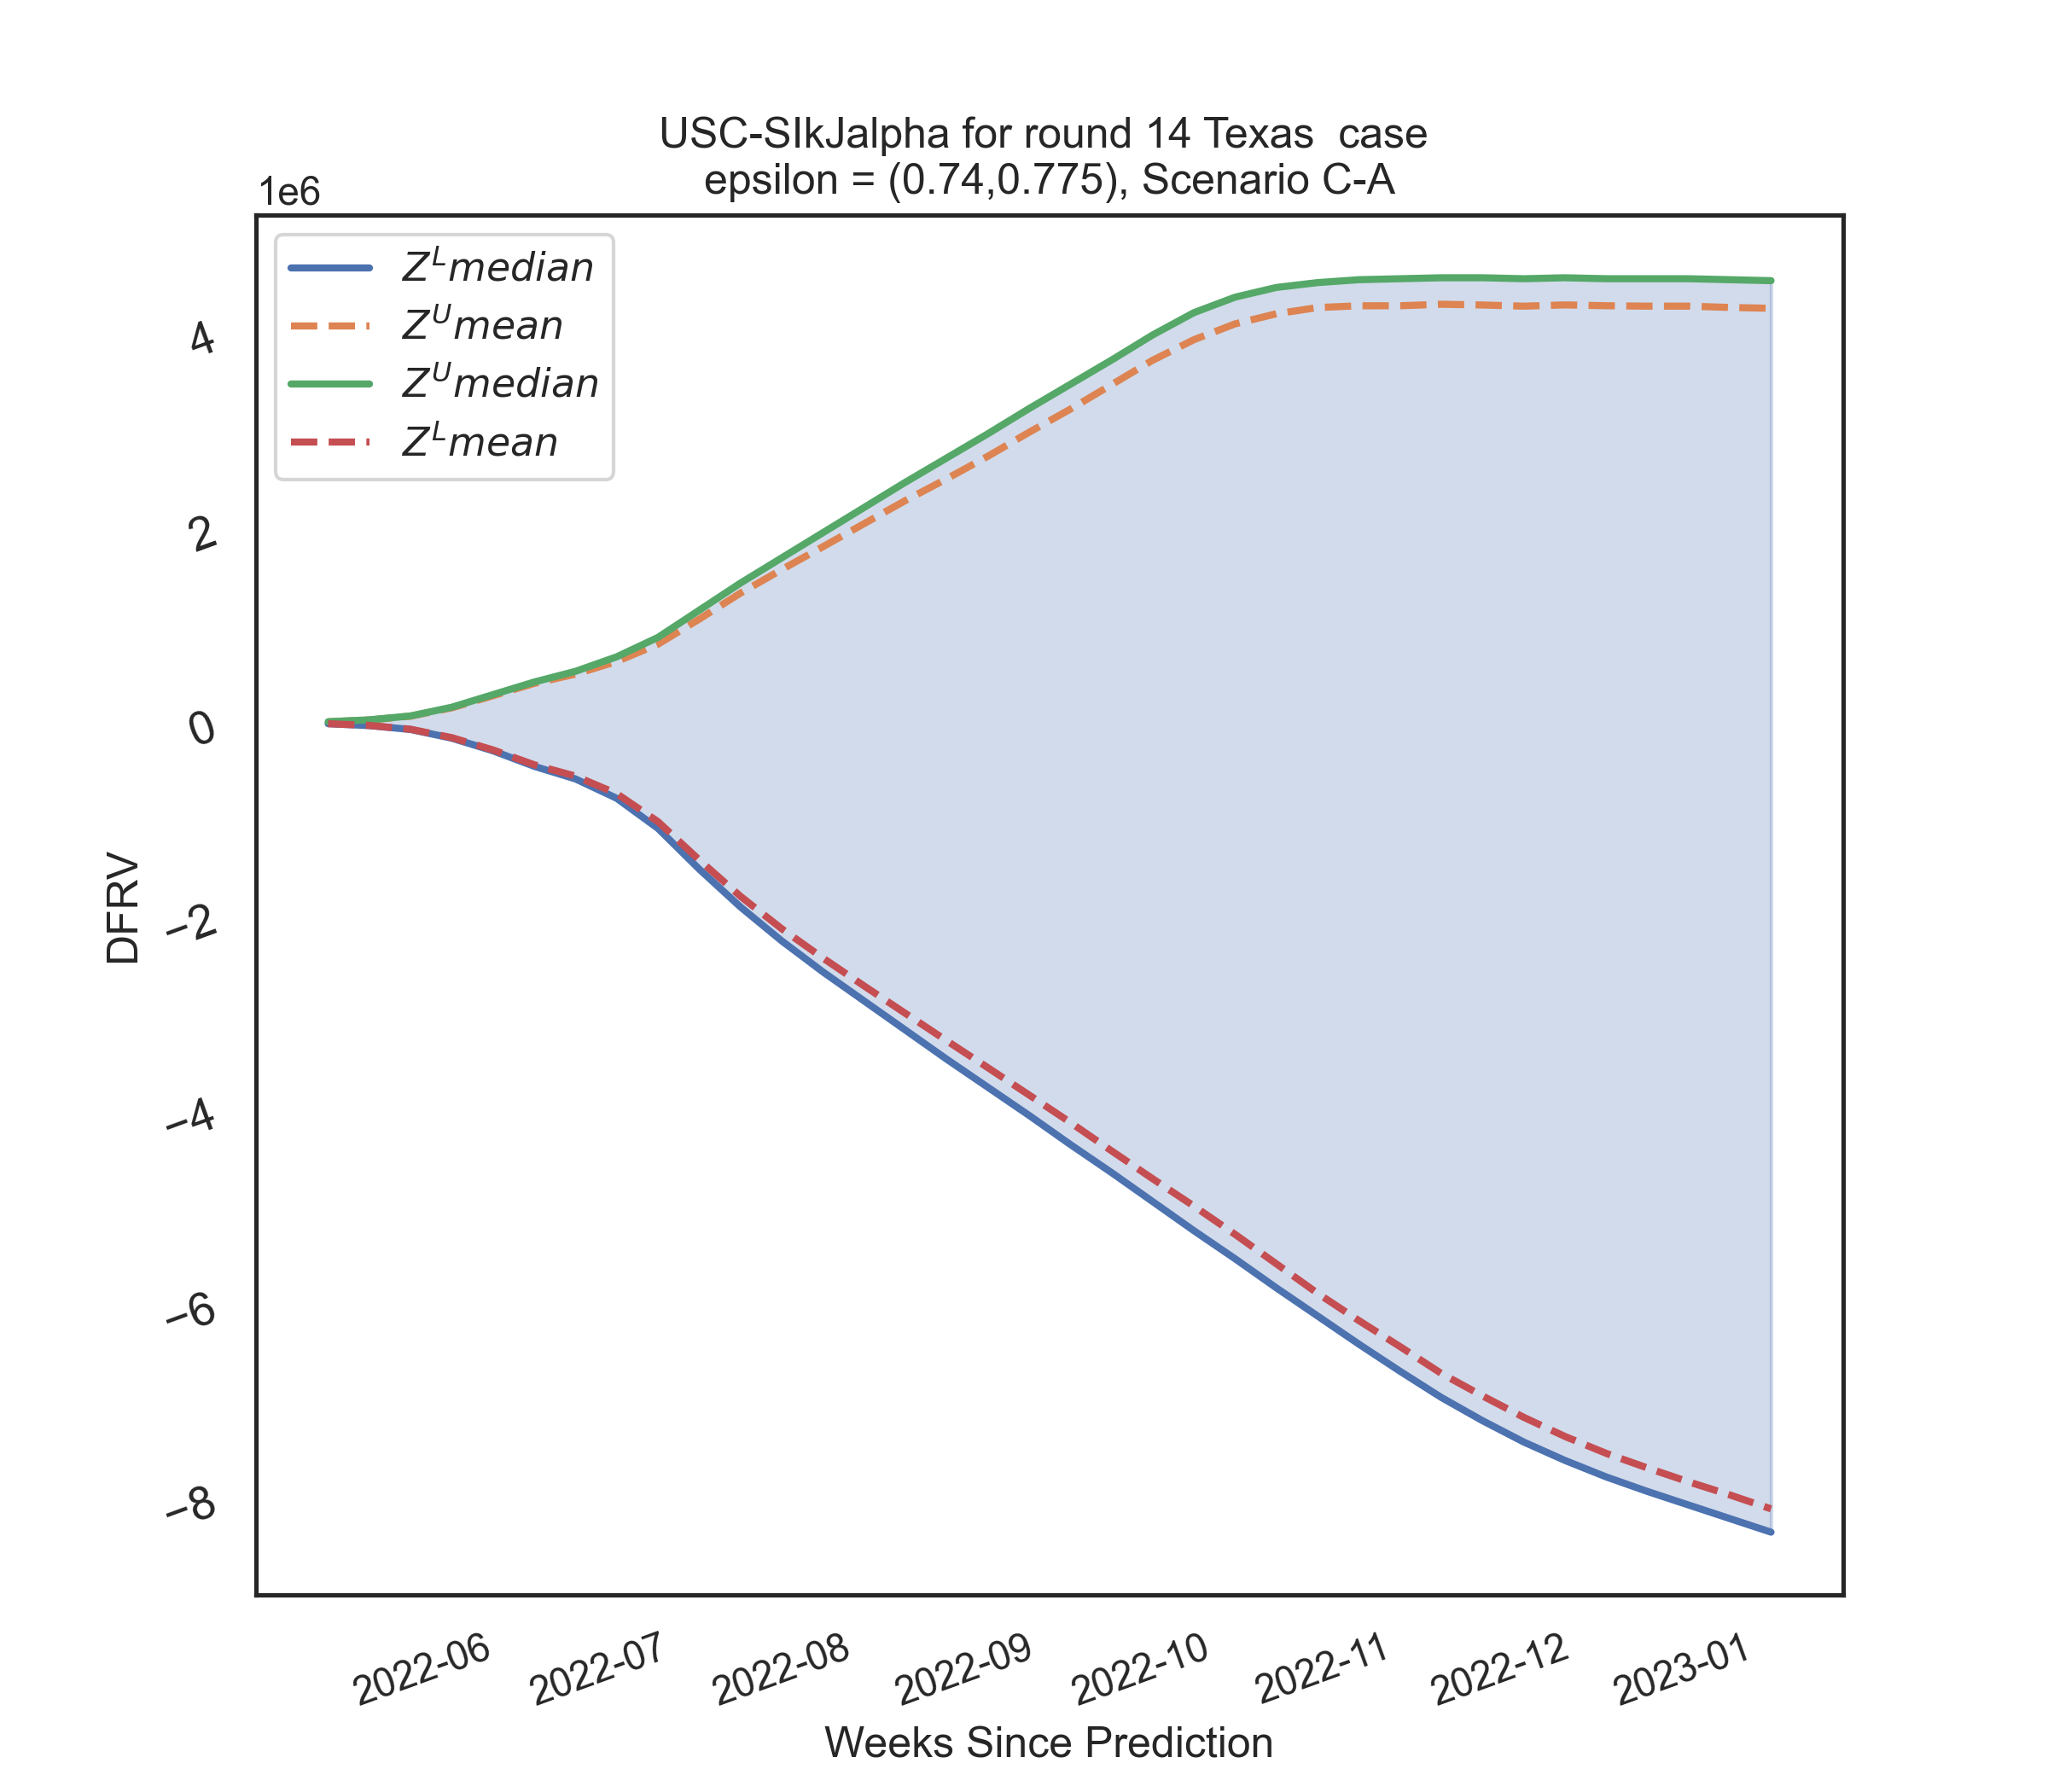 USC-SIkJalpha for round 14 Texas  case
epsilon = (0.74,0.775), Scenario C-A
1e6
Z^L median
Z^U mean
Z^U median
Z^L mean
4
2
0
−2
−4
−6
−8
DFRV
2022-06 2022-07 2022-08 2022-09 2022-10 2022-11 2022-12 2023-01
Weeks Since Prediction